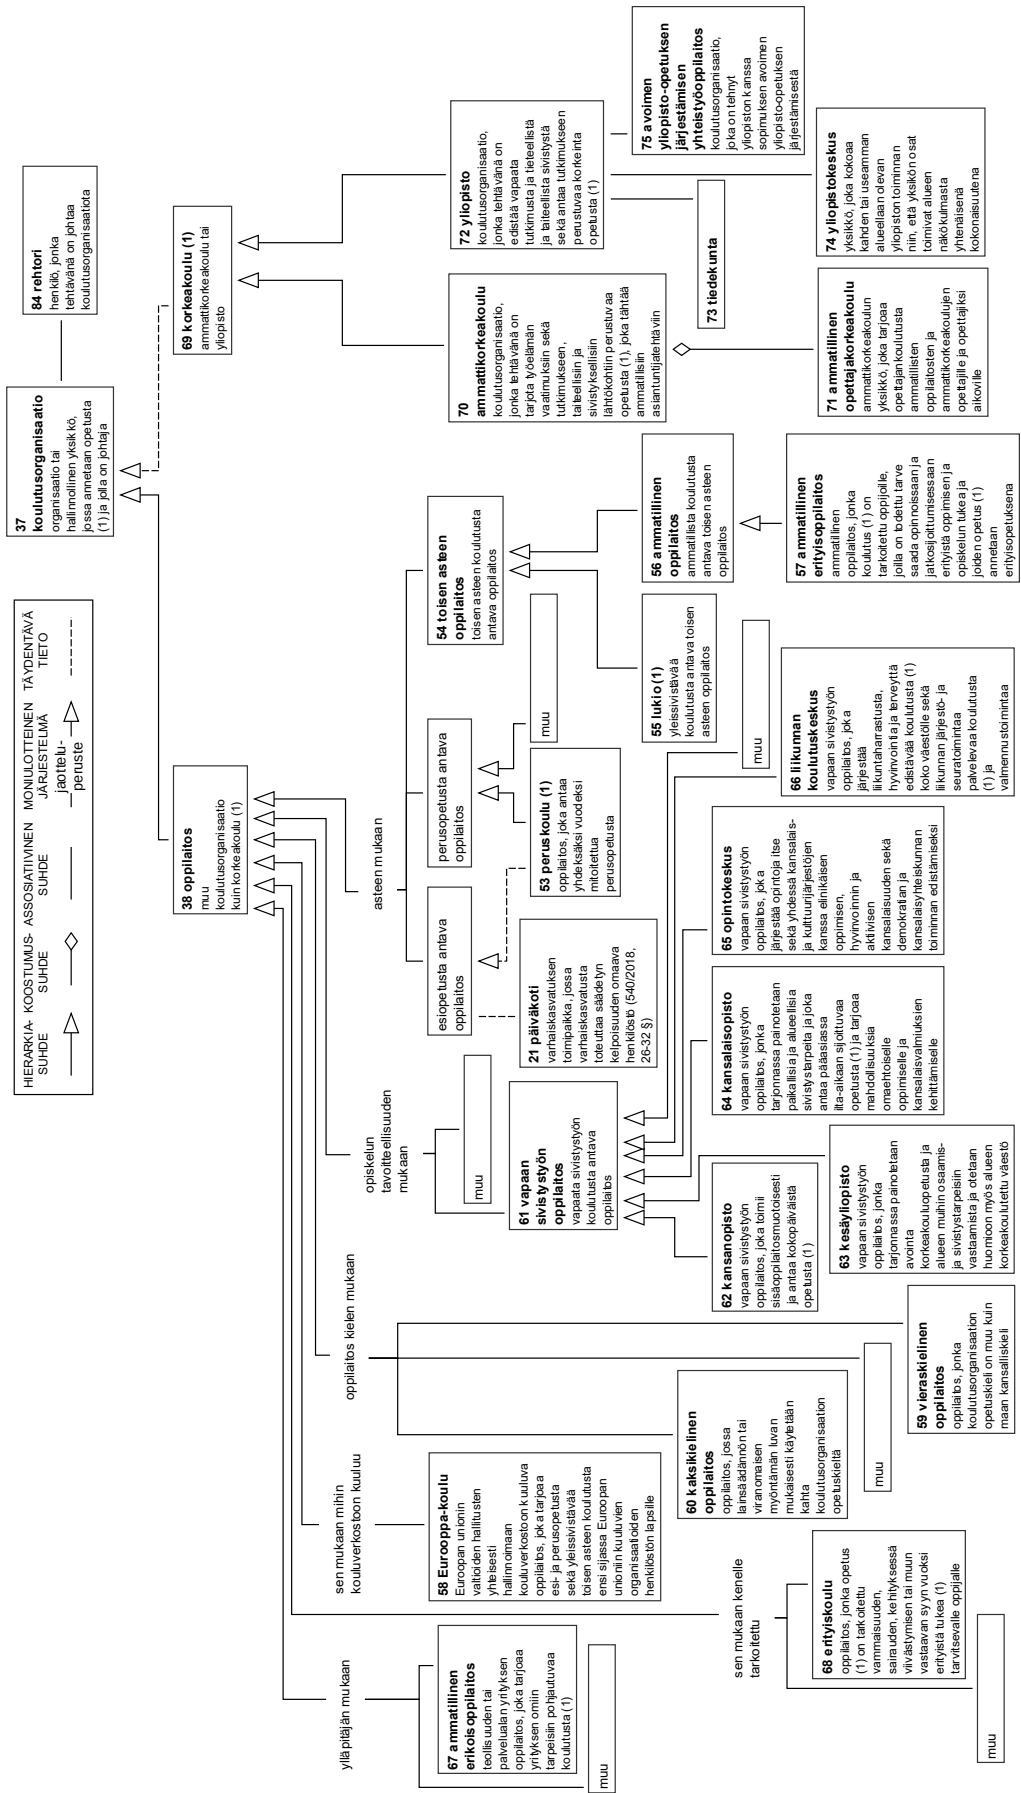 HIERARKIA-
SUHDE
KOOSTUMUS-
SUHDE
ASSOSIATIIVINEN
SUHDE
MONIULOTTEINEN
JÄRJESTELMÄ
jaottelu-
peruste
TÄYDENTÄVÄ
TIETO
37
koulutusorganisaatio
organisaatio tai
hallinnollinen yksikkö,
jossa annetaan opetusta
(1) ja jolla on johtaja
84 rehtori
henkilö, jonka
tehtävänä on johtaa
koulutusorganisaatiota
38 oppilaitos
muu
koulutusorganisaatio
kuin korkeakoulu (1)
69 korkeakoulu (1)
ammattikorkeakoulu tai
yliopisto
ylläpitäjän mukaan
sen mukaan mihin
kouluverkostoon kuuluu
oppilaitos kielen mukaan
opiskelun
tavoitteellisuuden
mukaan
asteen mukaan
67 ammatillinen
erikoisoppilaitos
teollisuuden tai
palvelualan yrityksen
oppilaitos, joka tarjoaa
yrityksen omiin
tarpeisiin pohjautuvaa
koulutusta (1)
muu
58 Eurooppa-koulu
Euroopan unionin
valtioiden hallitusten
yhteisesti
hallinnoimaan
kouluverkostoon kuuluva
oppilaitos, joka tarjoaa
esi- ja perusopetusta
sekä yleissivistävää
toisen asteen koulutusta
ensi sijassa Euroopan
unioniin kuuluvien
organisaatioiden
henkilöstön lapsille
muu
esiopetusta antava
oppilaitos
perusopetusta antava
oppilaitos
54 toisen asteen
oppilaitos
toisen asteen koulutusta
antava oppilaitos
70
ammattikorkeakoulu
koulutusorganisaatio,
jonka tehtävänä on
tarjota työelämän
vaatimuksiin sekä
tutkimukseen,
taiteellisiin ja
sivistyksellisiin
lähtökohtiin perustuvaa
opetusta (1), joka tähtää
ammatillisiin
asiantuntijatehtäviin
72 yliopisto
koulutusorganisaatio,
jonka tehtävänä on
edistää vapaata
tutkimusta ja tieteellistä
ja taiteellista sivistystä
sekä antaa tutkimukseen
perustuvaa korkeinta
opetusta (1)
61 vapaan
sivistystyön
oppilaitos
vapaata sivistystyön
koulutusta antava
oppilaitos
21 päiväkoti
varhaiskasvatuksen
toimipaikka, jossa
varhaiskasvatusta
toteuttaa säädetyn
kelpoisuuden omaava
henkilöstö (540/2018,
26-32 §)
53 peruskoulu (1)
oppilaitos, joka antaa
yhdeksäksi vuodeksi
mitoitettua
perusopetusta
muu
55 lukio (1)
yleissivistävää
koulutusta antava toisen
asteen oppilaitos
56 ammatillinen
oppilaitos
ammatillista koulutusta
antava toisen asteen
oppilaitos
73 tiedekunta
75 avoimen
yliopisto-opetuksen
järjestämisen
yhteistyöoppilaitos
koulutusorganisaatio,
joka on tehnyt
yliopiston kanssa
sopimuksen avoimen
yliopisto-opetuksen
järjestämisestä
sen mukaan kenelle
tarkoitettu
60 kaksikielinen
oppilaitos
oppilaitos, jossa
lainsäädännön tai
viranomaisen
myöntämän luvan
mukaisesti käytetään
kahta
koulutusorganisaation
opetuskieltä
62 kansanopisto
vapaan sivistystyön
oppilaitos, joka toimii
sisäoppilaitosmuotoisesti
ja antaa kokopäiväistä
opetusta (1)
64 kansalaisopisto
vapaan sivistystyön
oppilaitos, jonka
tarjonnassa painotetaan
paikallisia ja alueellisia
sivistystarpeita ja joka
antaa pääasiassa
ilta-aikaan sijoittuvaa
opetusta (1) ja tarjoaa
mahdollisuuksia
omaehtoiselle
oppimiselle ja
kansalaisvalmiuksien
kehittämiselle
65 opintokeskus
vapaan sivistystyön
oppilaitos, joka
järjestää opintoja itse
sekä yhdessä kansalais-
ja kulttuurijärjestöjen
kanssa elinikäisen
oppimisen,
hyvinvoinnin ja
aktiivisen
kansalaisuuden sekä
demokratian ja
kansalaisyhteiskunnan
toiminnan edistämiseksi
muu
66 liikunnan
koulutuskeskus
vapaan sivistystyön
oppilaitos, joka
järjestää
liikuntaharrastusta,
hyvinvointia ja terveyttä
edistävää koulutusta (1)
koko väestölle sekä
liikunnan järjestö- ja
seuratoimintaa
palvelevaa koulutusta
(1) ja
valmennustoimintaa
57 ammatillinen
erityisoppilaitos
ammatillinen
oppilaitos, jonka
koulutus (1) on
tarkoitettu oppijoille,
joilla on todettu tarve
saada opinnoissaan ja
jatkosijoittumisessaan
erityistä oppimisen ja
opiskelun tukea ja
joiden opetus (1)
annetaan
erityisopetuksena
71 ammatillinen
opettajakorkeakoulu
ammattikorkeakoulun
yksikkö, joka tarjoaa
opettajankoulutusta
ammatillisten
oppilaitosten ja
ammattikorkeakoulujen
opettajille ja opettajiksi
aikoville
74 yliopistokeskus
yksikkö, joka kokoaa
kahden tai useamman
alueellaan olevan
yliopiston toiminnan
niin, että yksikön osat
toimivat alueen
näkökulmasta
yhtenäisenä
kokonaisuutena
68 erityiskoulu
oppilaitos, jonka opetus
(1) on tarkoitettu
vammaisuuden,
sairauden, kehityksessä
viivästymisen tai muun
vastaavan syyn vuoksi
erityistä tukea (1)
tarvitsevalle oppijalle
muu
muu
59 vieraskielinen
oppilaitos
oppilaitos, jonka
koulutusorganisaation
opetuskieli on muu kuin
maan kansalliskieli
63 kesäyliopisto
vapaan sivistystyön
oppilaitos, jonka
tarjonnassa painotetaan
avointa
korkeakouluopetusta ja
alueen muihin osaamis-
ja sivistystarpeisiin
vastaamista ja otetaan
huomioon myös alueen
korkeakoulutettu väestö